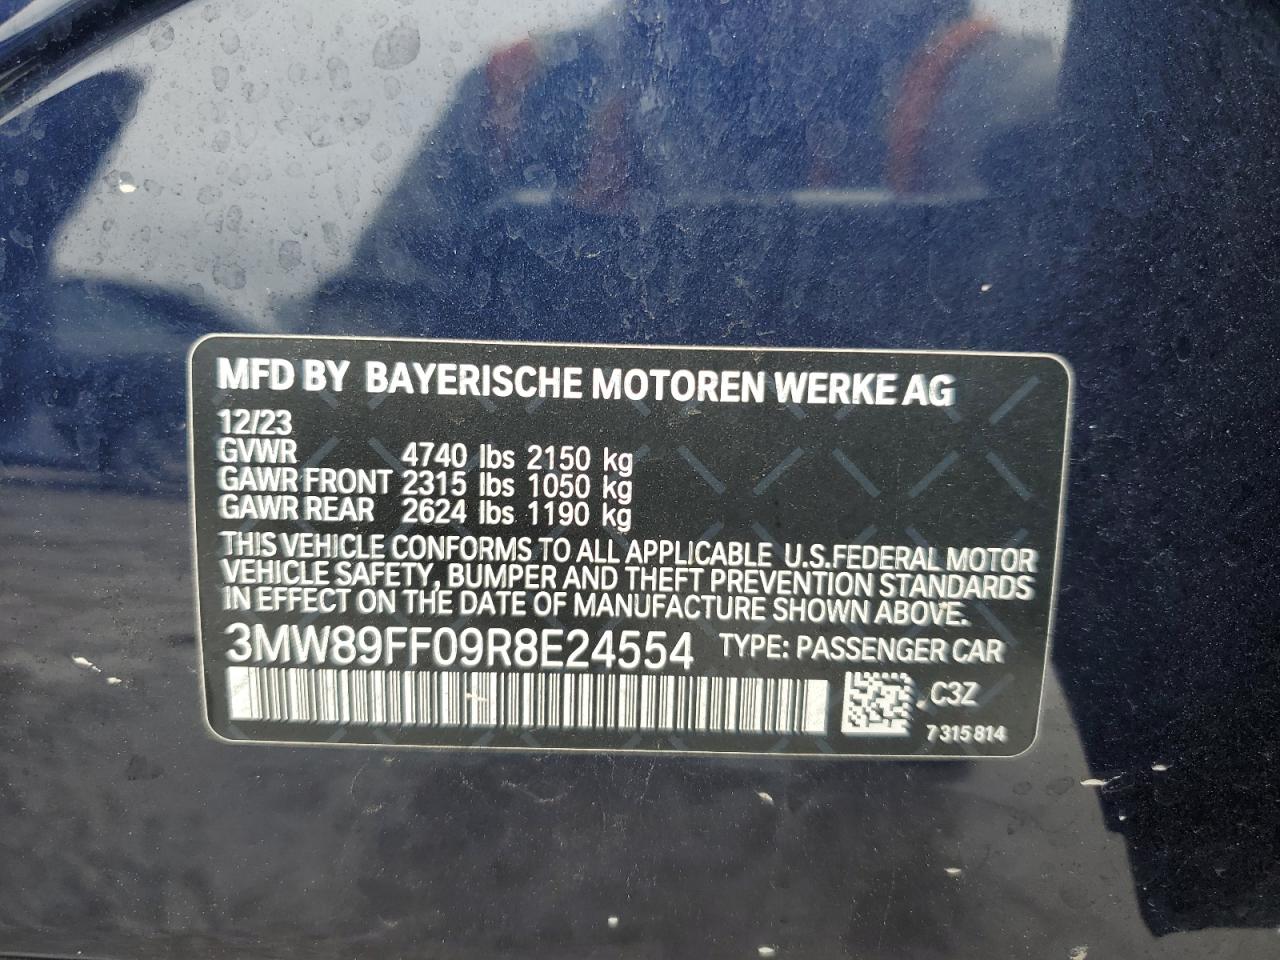 MFD BY BAYERISCHE MOTOREN WERKE AG
12/23
GVWR 4740 lbs 2150 kg
GAWR FRONT 2315 lbs 1050 kg
GAWR REAR 2624 lbs 1190 kg
THIS VEHICLE CONFORMS TO ALL APPLICABLE U.S.FEDERAL MOTOR
VEHICLE SAFETY, BUMPER AND THEFT PREVENTION STANDARDS
IN EFFECT ON THE DATE OF MANUFACTURE SHOWN ABOVE.
3MW89FF09R8E24554 TYPE: PASSENGER CAR
C3Z
7 315 814